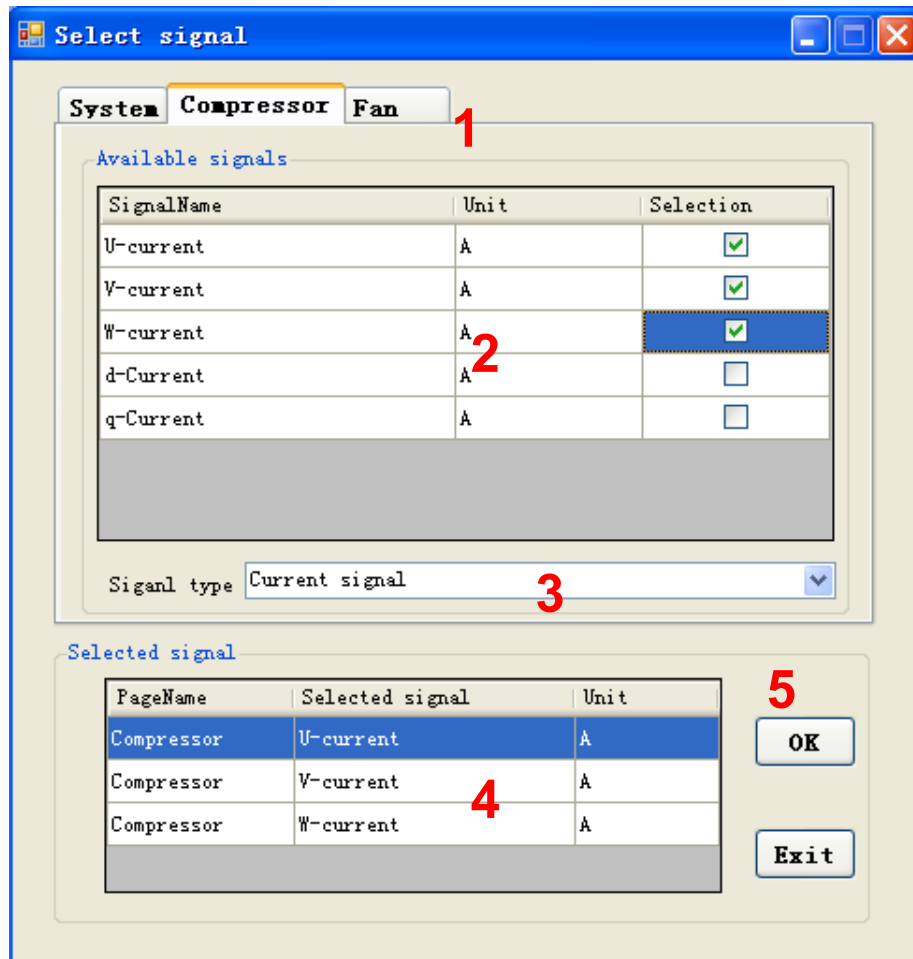 Select signal
System Compressor Fan
1
Available signals
SignalName Unit Selection
U-current A
V-current A
W-current A
2
d-Current A
q-Current A
Siganl type Current signal
3
Selected signal
PageName Selected signal Unit
5
Compressor U-current A
OK
Compressor V-current A
4
Compressor W-current A
Exit